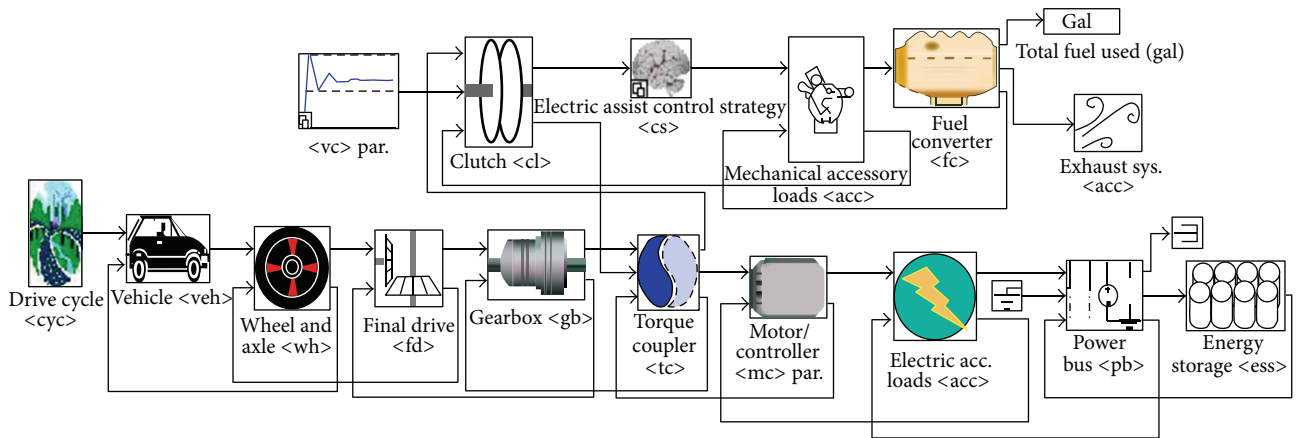 Gal
Total fuel used (gal)
Electric assist control strategy
<cs>
<vc> par.
Clutch <cl>
Mechanical accessory
loads <acc>
Fuel
converter
<fc>
Exhaust sys.
<acc>
Drive cycle
<cyc>
Vehicle <veh>
Wheel and
axle <wh>
Final drive
<fd>
Gearbox <gb>
Torque
coupler
<tc>
Motor/
controller
<mc> par.
Electric acc.
loads <acc>
Power
bus <pb>
Energy
storage <ess>